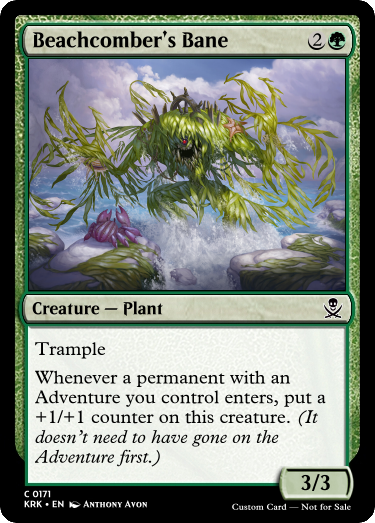 Beachcomber's Bane 2
Creature — Plant
Trample
Whenever a permanent with an
Adventure you control enters, put a
+1/+1 counter on this creature. (It
doesn't need to have gone on the
Adventure first.)
3/3
C 0171
KRK • EN Anthony Avon
Custom Card — Not for Sale